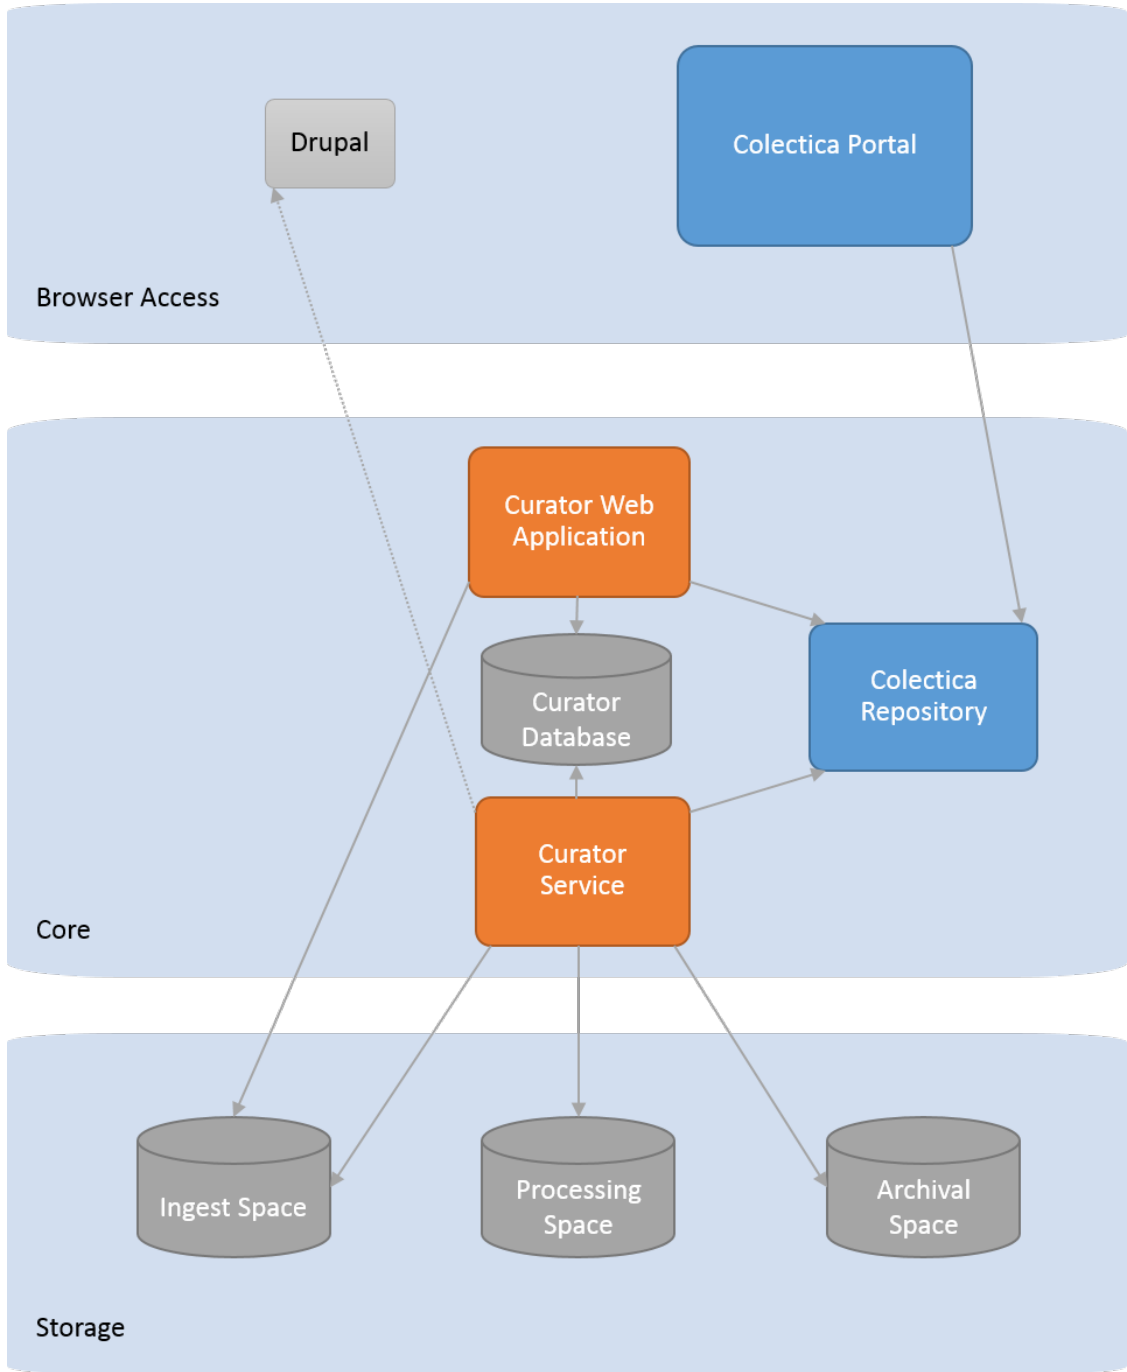 Drupal
Colectica Portal
Browser Access
Curator Web
Application
Curator
Database
Colectica
Repository
Curator
Service
Core
Ingest Space
Processing
Space
Archival
Space
Storage